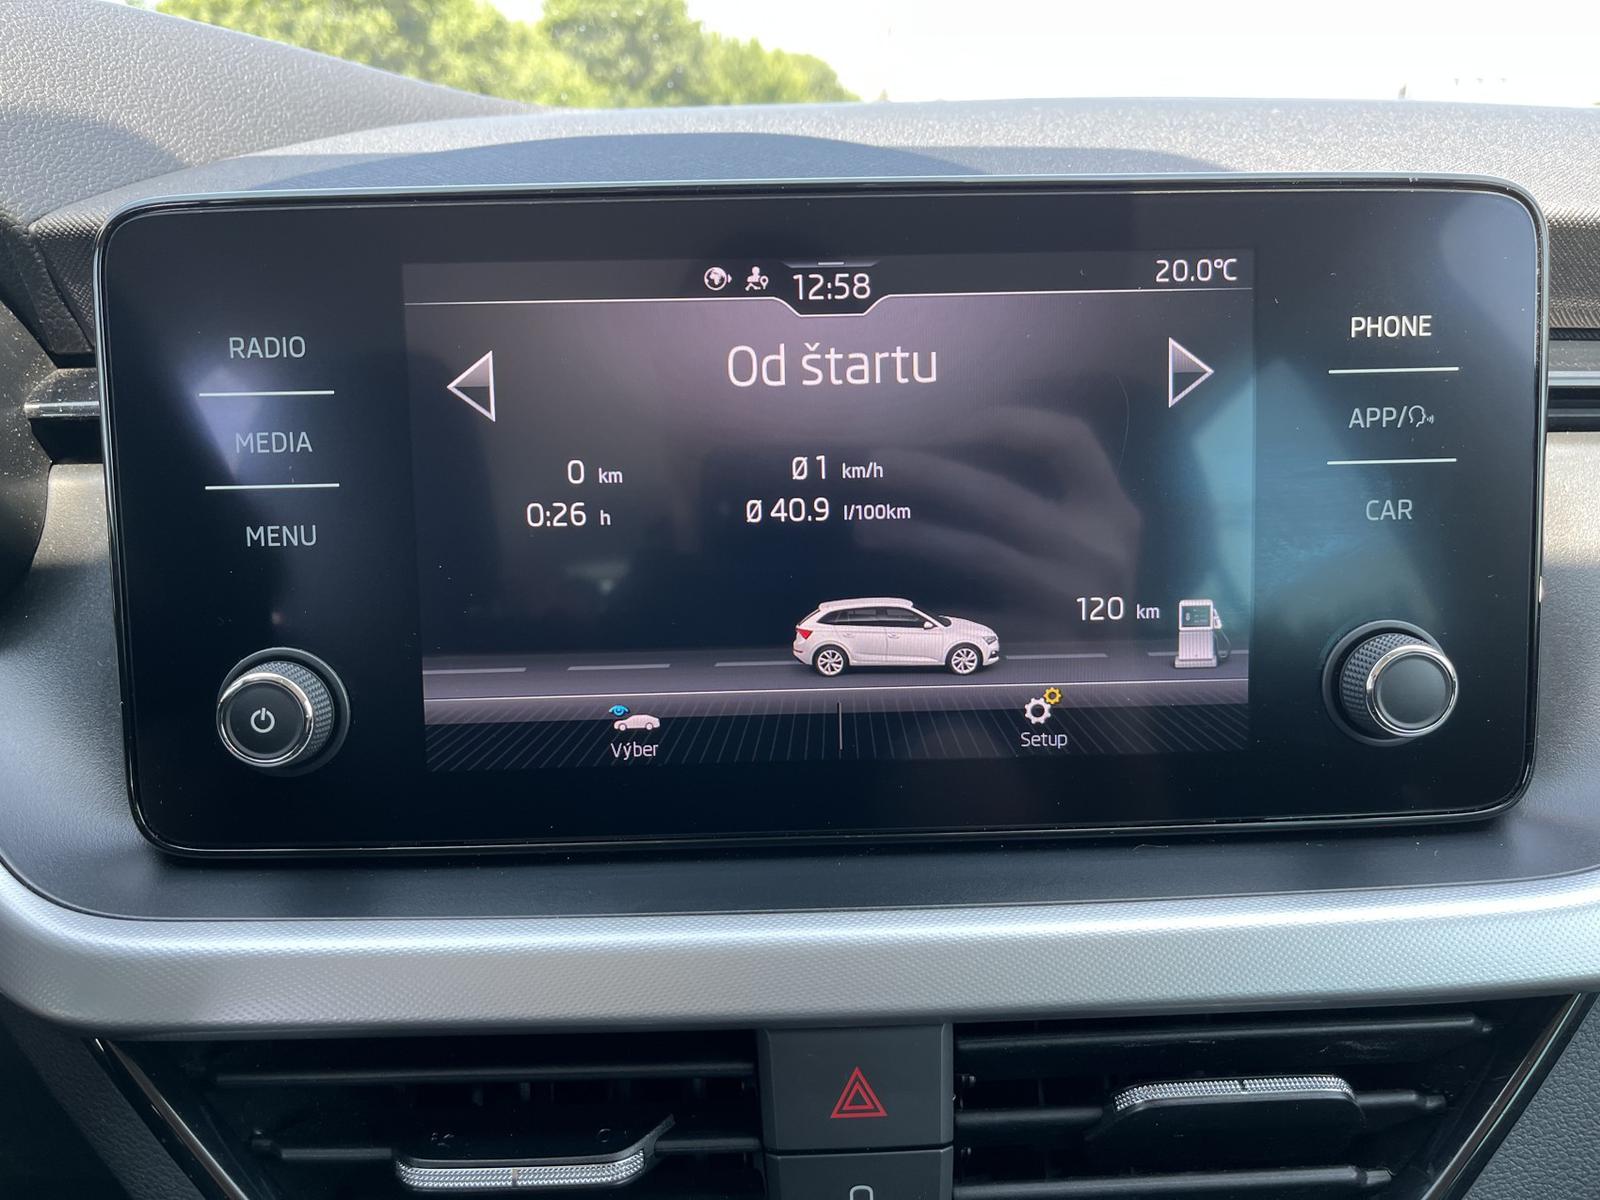 12:58
20.0°C
RADIO
MEDIA
MENU
Od štartu
0 km
Ø 1 km/h
0:26 h
Ø 40.9 l/100km
120 km
Výber
Setup
PHONE
APP/
CAR